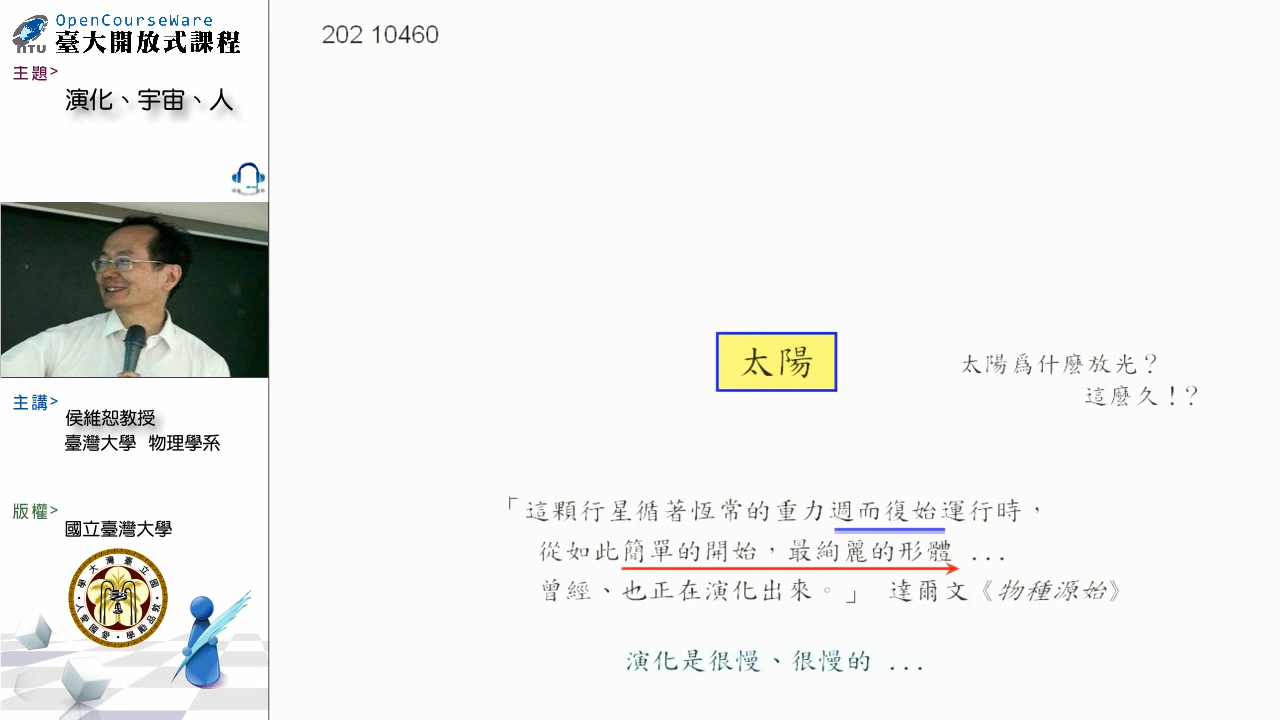 OpenCourseWare
NTU
臺大開放式課程
主題>
演化、宇宙、人
主講>
侯維恕教授
臺灣大學 物理學系
版權>
國立臺灣大學
202 10460
太陽
太陽爲什麼放光？
這麼久！？
「這顆行星循著恆常的重力週而復始運行時，
從如此簡單的開始，最絢麗的形體 ...
曾經、也正在演化出來。」 達爾文《物種源始》
演化是很慢、很慢的 ...